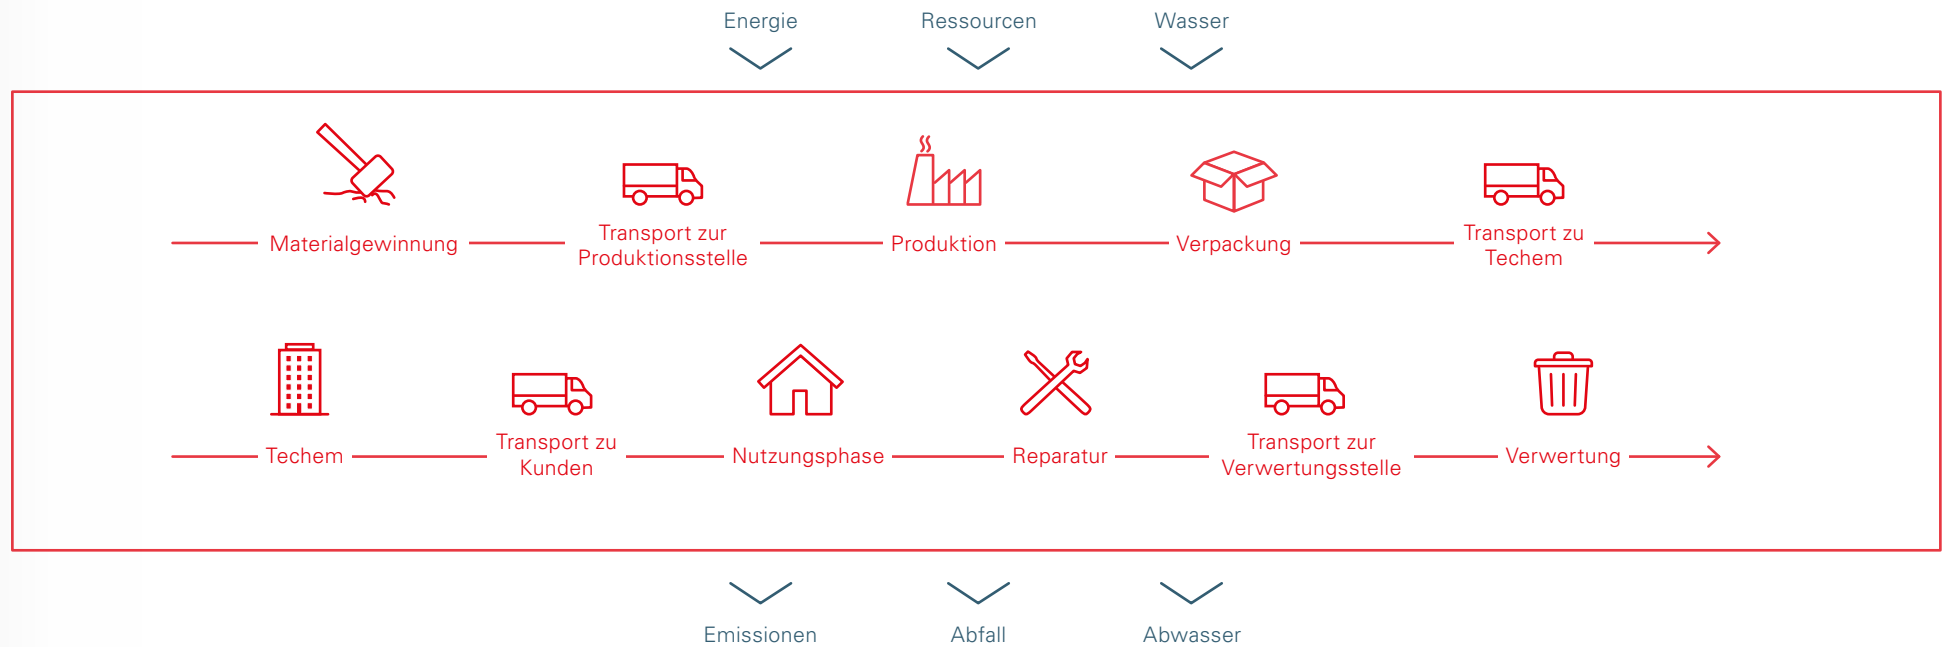 Energie Ressourcen Wasser
Materialgewinnung
Transport zur
Produktionsstelle
Produktion
Verpackung
Transport zu
Techem
Techem
Transport zu
Kunden
Nutzungsphase
Reparatur
Transport zur
Verwertungsstelle
Verwertung
Emissionen Abfall Abwasser